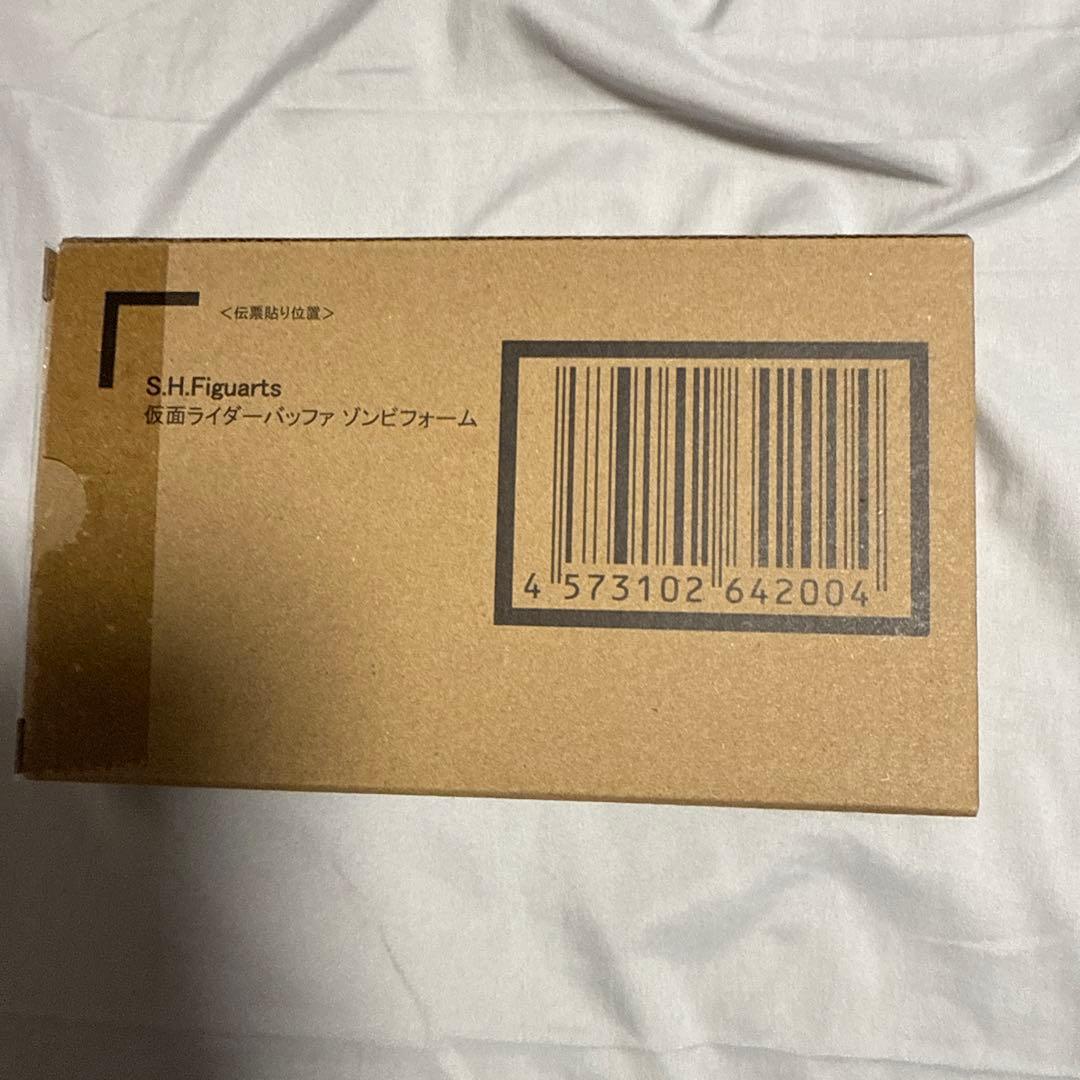 ＜伝票貼り位置＞
S.H.Figuarts
仮面ライダーバッファ ゾンビフォーム
4 573102 642004